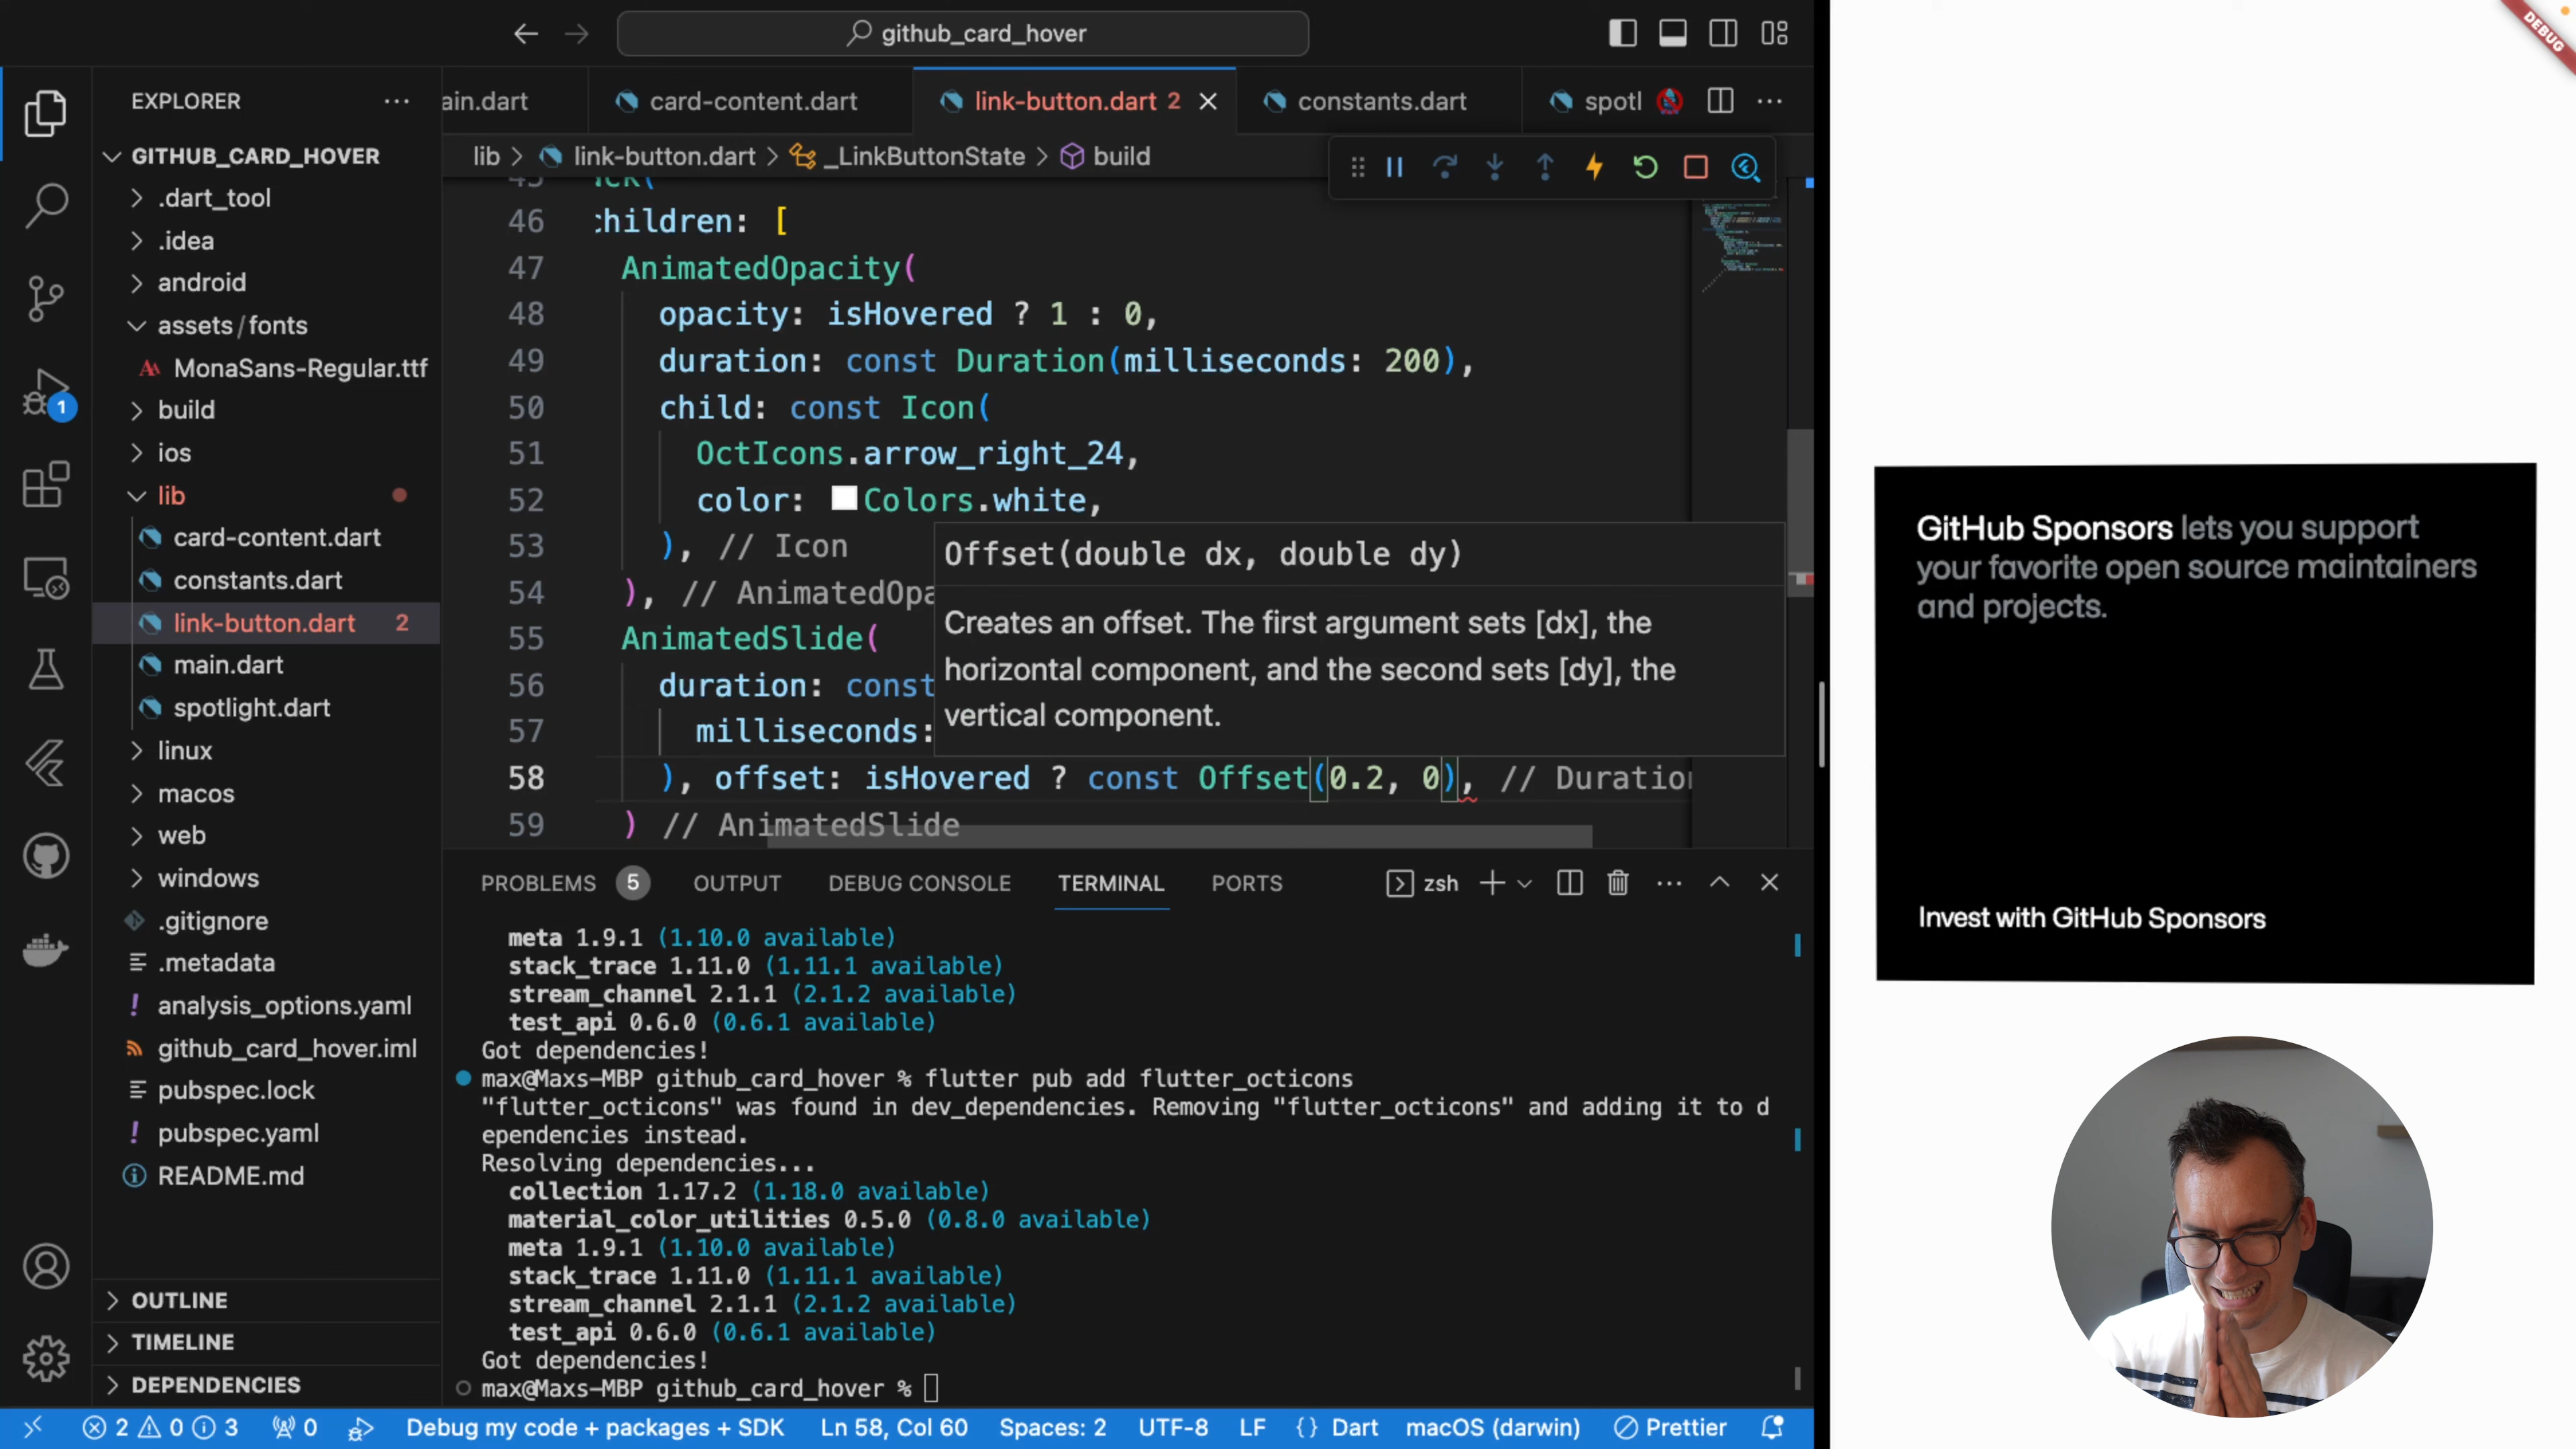 github_card_hover
EXPLORER
ain.dart
card-content.dart
link-button.dart 2
constants.dart
spotl
GITHUB_CARD_HOVER
lib > link-button.dart > _LinkButtonState > build
.dart_tool
.idea
android
assets/fonts
MonaSans-Regular.ttf
build
ios
lib
card-content.dart
constants.dart
link-button.dart 2
main.dart
spotlight.dart
linux
macos
web
windows
.gitignore
.metadata
analysis_options.yaml
github_card_hover.iml
pubspec.lock
pubspec.yaml
README.md
OUTLINE
TIMELINE
DEPENDENCIES
1
46 children: [
47 AnimatedOpacity(
48 opacity: isHovered ? 1 : 0,
49 duration: const Duration(milliseconds: 200),
50 child: const Icon(
51 OctIcons.arrow_right_24,
52 color: Colors.white,
53 ), // Icon
54 ), // AnimatedOpa
55 AnimatedSlide(
56 duration: const
57 milliseconds:
58 ), offset: isHovered ? const Offset(0.2, 0), // Duration
59 ) // AnimatedSlide
Offset(double dx, double dy)
Creates an offset. The first argument sets [dx], the
horizontal component, and the second sets [dy], the
vertical component.
PROBLEMS 5 OUTPUT DEBUG CONSOLE TERMINAL PORTS zsh
meta 1.9.1 (1.10.0 available)
stack_trace 1.11.0 (1.11.1 available)
stream_channel 2.1.1 (2.1.2 available)
test_api 0.6.0 (0.6.1 available)
Got dependencies!
max@Maxs-MBP github_card_hover % flutter pub add flutter_octicons
"flutter_octicons" was found in dev_dependencies. Removing "flutter_octicons" and adding it to d
ependencies instead.
Resolving dependencies...
collection 1.17.2 (1.18.0 available)
material_color_utilities 0.5.0 (0.8.0 available)
meta 1.9.1 (1.10.0 available)
stack_trace 1.11.0 (1.11.1 available)
stream_channel 2.1.1 (2.1.2 available)
test_api 0.6.0 (0.6.1 available)
Got dependencies!
max@Maxs-MBP github_card_hover %
2 0 3 0 Debug my code + packages + SDK Ln 58, Col 60 Spaces: 2 UTF-8 LF {} Dart macOS (darwin) Prettier
DEBUG
GitHub Sponsors lets you support
your favorite open source maintainers
and projects.
Invest with GitHub Sponsors